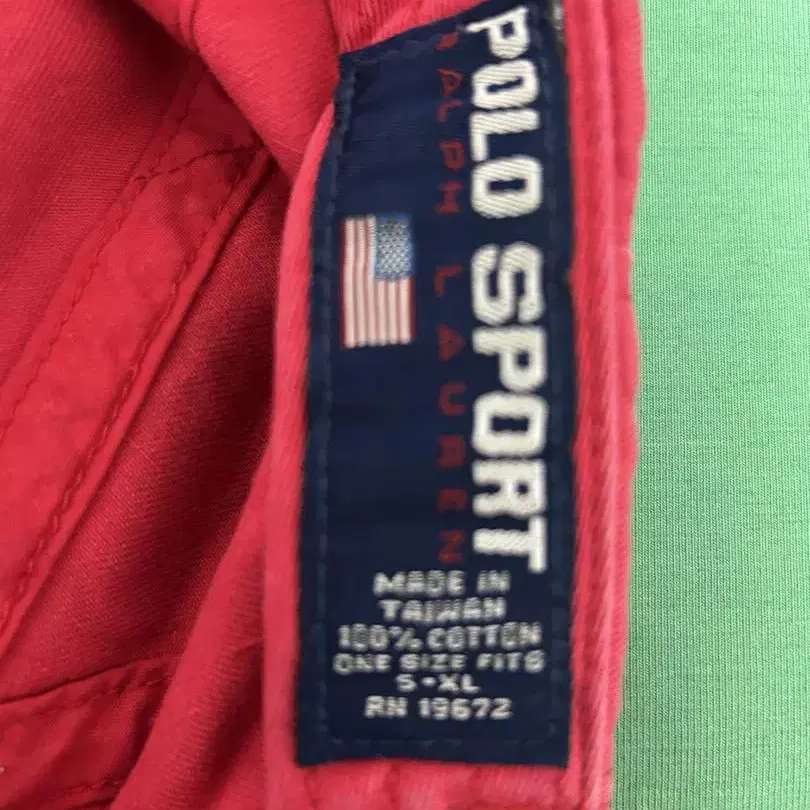 POLO SPORT
RALPH LAUREN
MADE IN
TAIWAN
100% COTTON
ONE SIZE FITS
S-XL
RN 19672